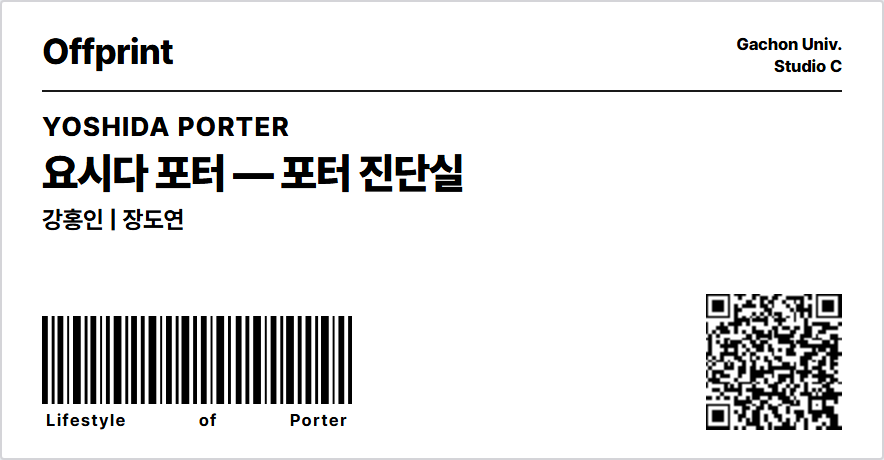 Offprint
Gachon Univ.
Studio C
YOSHIDA PORTER
요시다 포터 — 포터 진단실
강홍인 | 장도연
Lifestyle of Porter